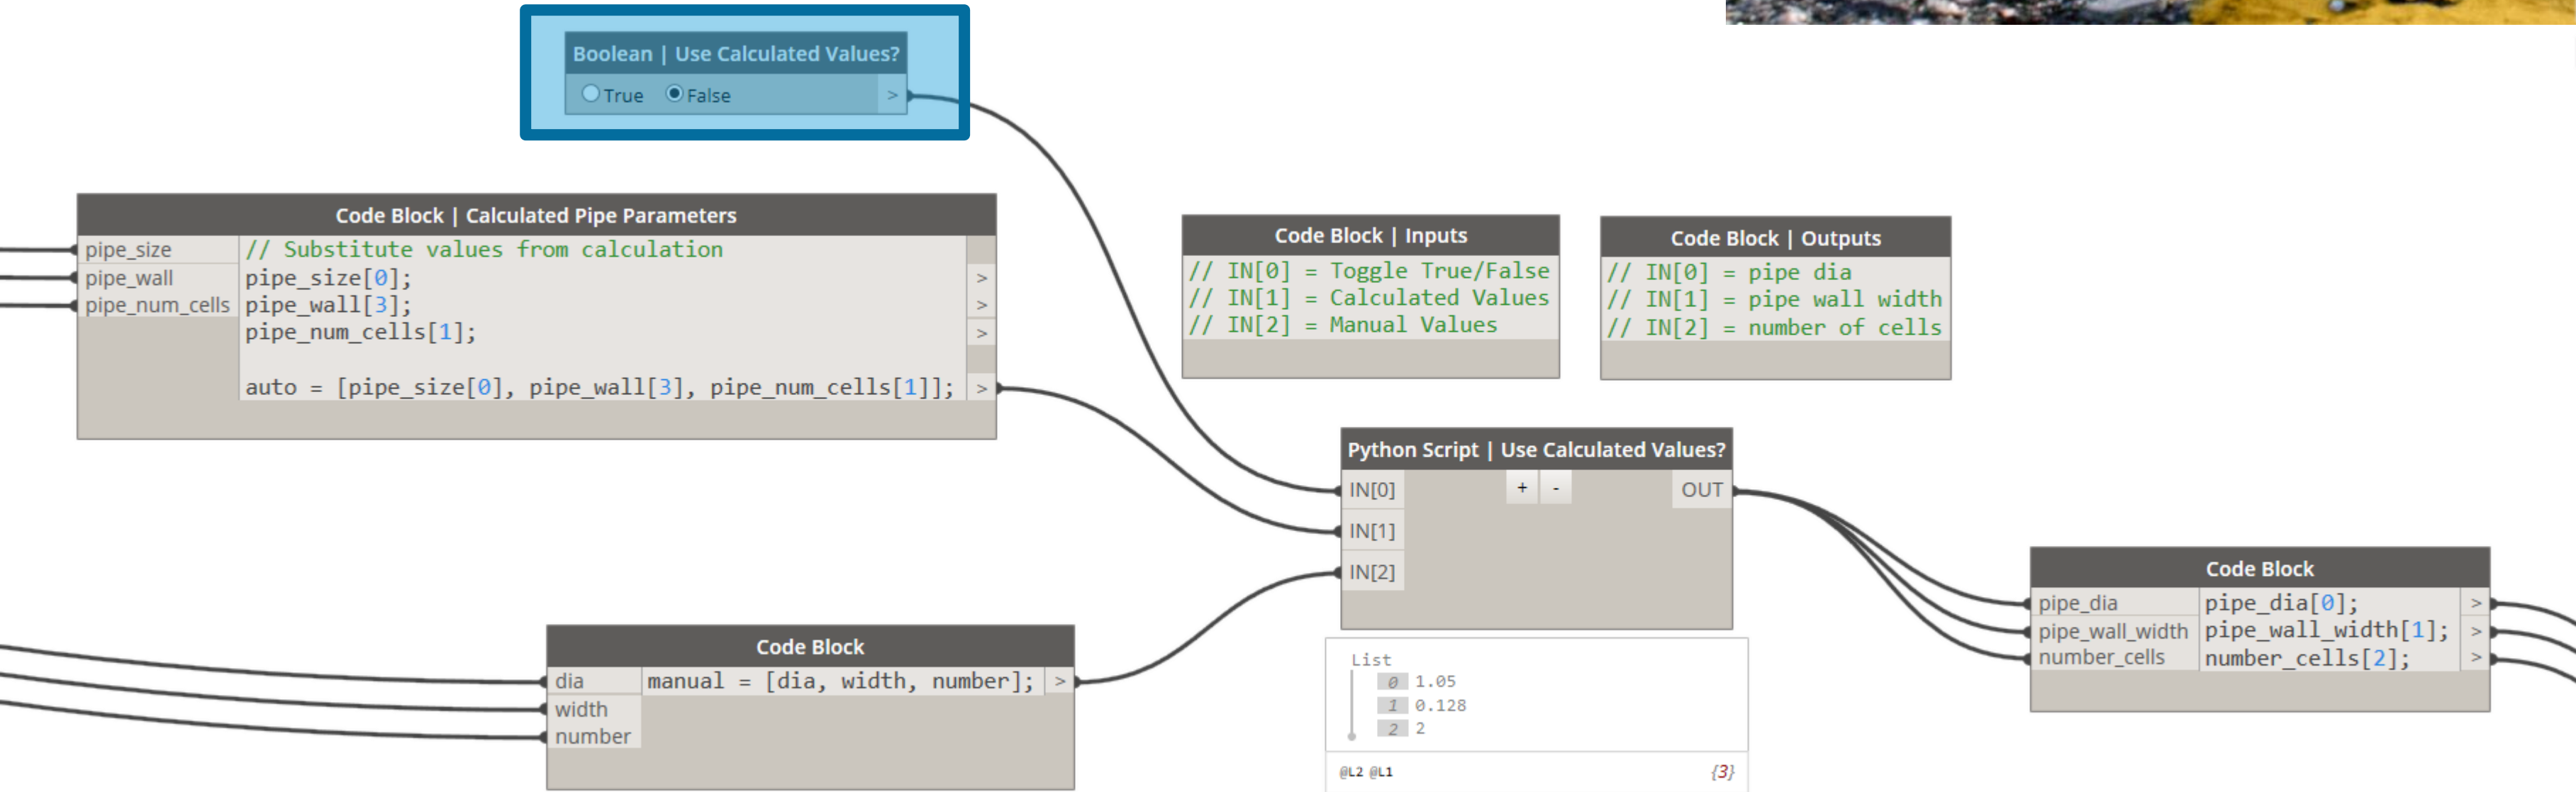 Boolean | Use Calculated Values?
True False >
Code Block | Calculated Pipe Parameters
pipe_size // Substitute values from calculation
pipe_wall pipe_size[0]; >
pipe_num_cells pipe_wall[3]; >
pipe_num_cells[1]; >
auto = [pipe_size[0], pipe_wall[3], pipe_num_cells[1]]; >
Code Block | Inputs
// IN[0] = Toggle True/False
// IN[1] = Calculated Values
// IN[2] = Manual Values
Code Block | Outputs
// IN[0] = pipe dia
// IN[1] = pipe wall width
// IN[2] = number of cells
Python Script | Use Calculated Values?
IN[0] + - OUT
IN[1]
IN[2]
Code Block
dia manual = [dia, width, number]; >
width
number
List
0 1.05
1 0.128
2 2
@L2 @L1 {3}
Code Block
pipe_dia pipe_dia[0]; >
pipe_wall_width pipe_wall_width[1]; >
number_cells number_cells[2]; >